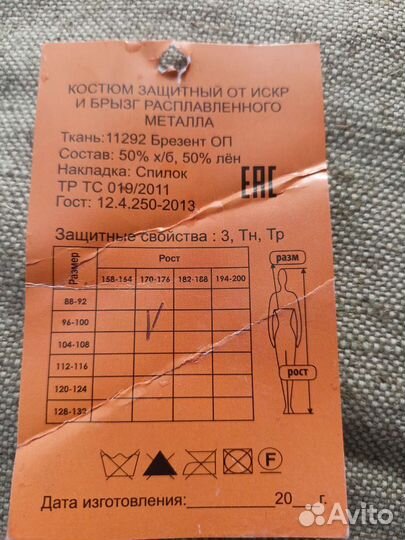 КОСТЮМ ЗАЩИТНЫЙ ОТ ИСКР
И БРЫЗГ РАСПЛАВЛЕННОГО
МЕТАЛЛА
Ткань:11292 Брезент ОП
Состав: 50% х/б, 50% лён
Накладка: Спилок
ТР ТС 019/2011
Гост: 12.4.250-2013
ЕАС
Защитные свойства : З, Тн, Тр
Размер
Рост
158-164 170-176 182-188 194-200
88-92
96-100
104-108
112-116
120-124
128-132
разм
рост
F
Дата изготовления:________20__г.
Avito